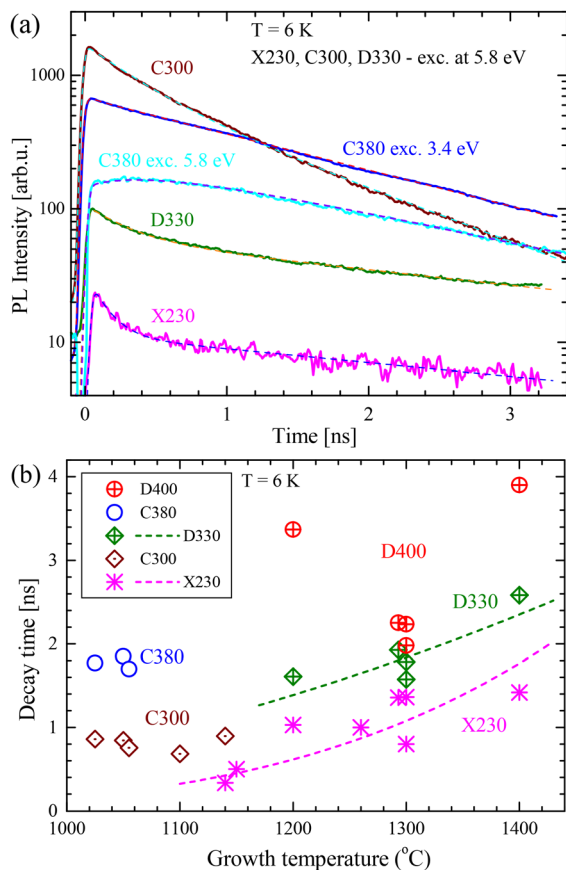 (a)
T = 6 K
X230, C300, D330 - exc. at 5.8 eV
1000
100
10
PL Intensity [arb.u.]
C300
C380 exc. 3.4 eV
C380 exc. 5.8 eV
D330
X230
0 1 2 3
Time [ns]
(b)
T = 6 K
D400
C380
D330
C300
X230
4
3
2
1
0
Decay time [ns]
D400
D330
C380
C300
X230
1000 1100 1200 1300 1400
Growth temperature (°C)